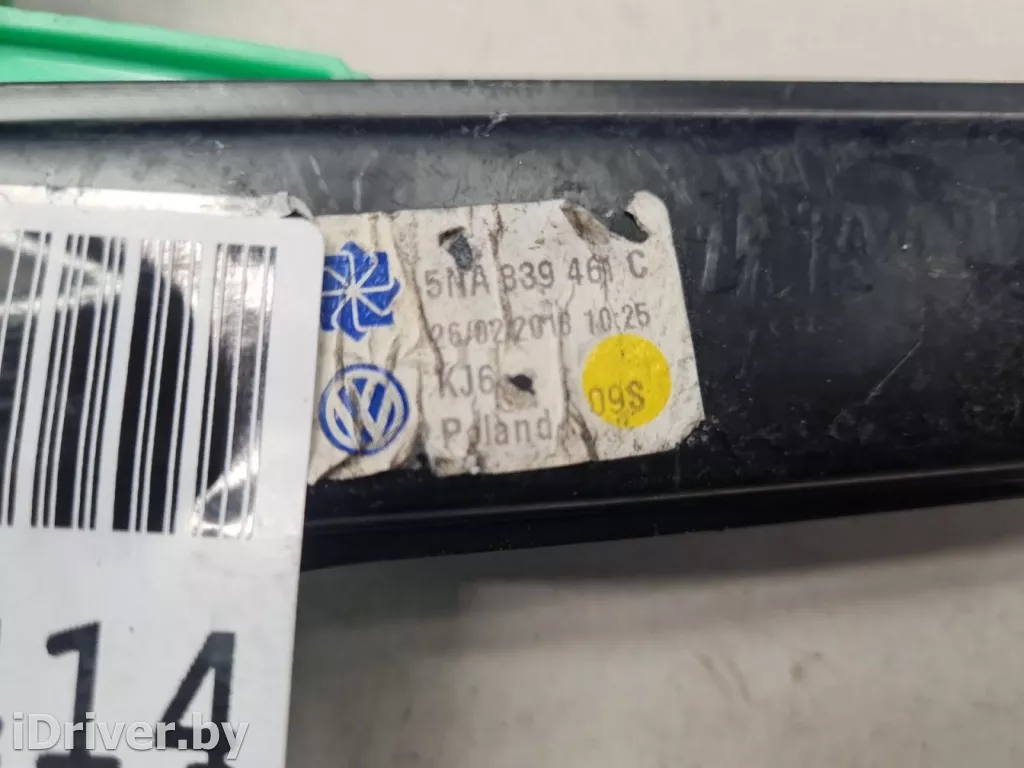 5NA 839 461 C
26/02/2018 10:25
KJ6
09S
Poland
14
iDriver.by